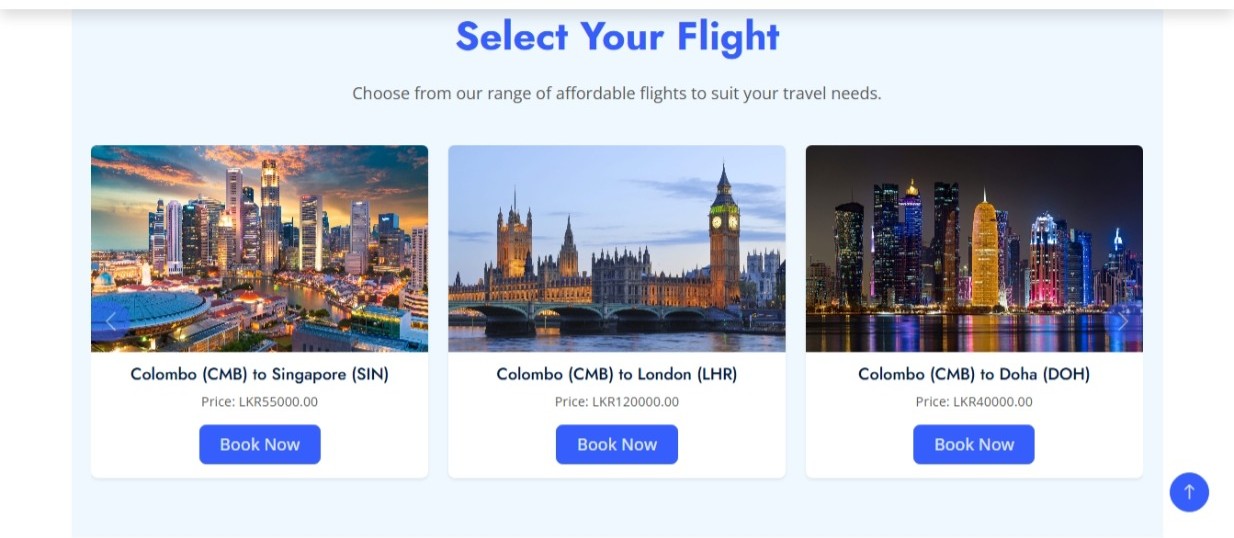 Select Your Flight
Choose from our range of affordable flights to suit your travel needs.
Colombo (CMB) to Singapore (SIN)
Price: LKR55000.00
Book Now
Colombo (CMB) to London (LHR)
Price: LKR120000.00
Book Now
Colombo (CMB) to Doha (DOH)
Price: LKR40000.00
Book Now